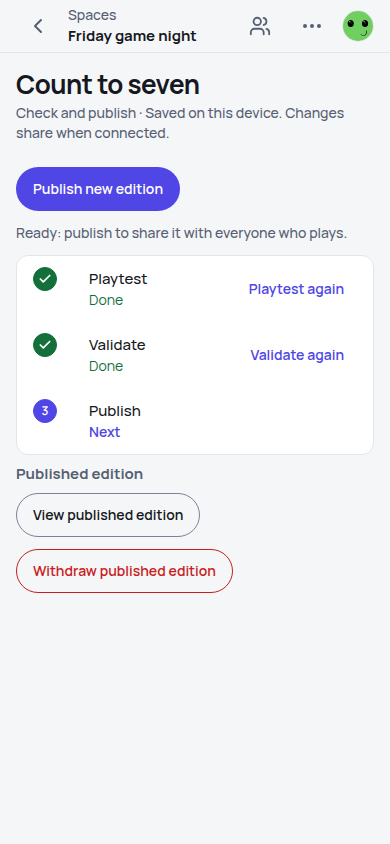 Spaces
Friday game night
Count to seven
Check and publish · Saved on this device. Changes
share when connected.
Publish new edition
Ready: publish to share it with everyone who plays.
Playtest
Done
Playtest again
Validate
Done
Validate again
3
Publish
Next
Published edition
View published edition
Withdraw published edition